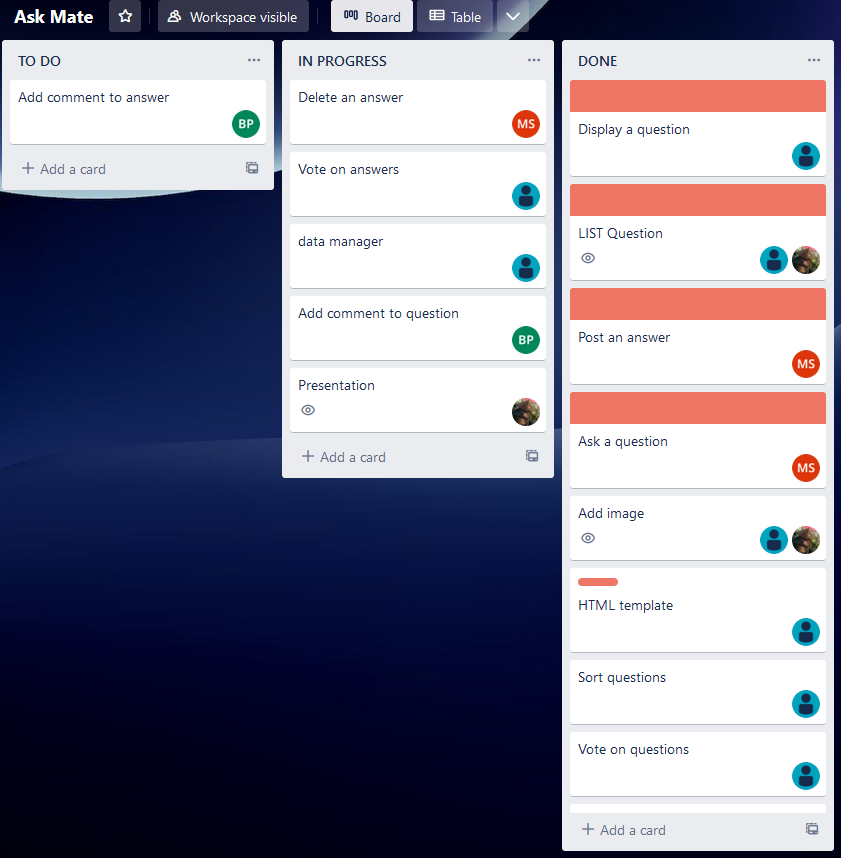 Ask Mate
Workspace visible
Board
Table
TO DO
Add comment to answer
BP
Add a card
IN PROGRESS
Delete an answer
MS
Vote on answers
data manager
Add comment to question
BP
Presentation
Add a card
DONE
Display a question
LIST Question
Post an answer
MS
Ask a question
MS
Add image
HTML template
Sort questions
Vote on questions
Add a card